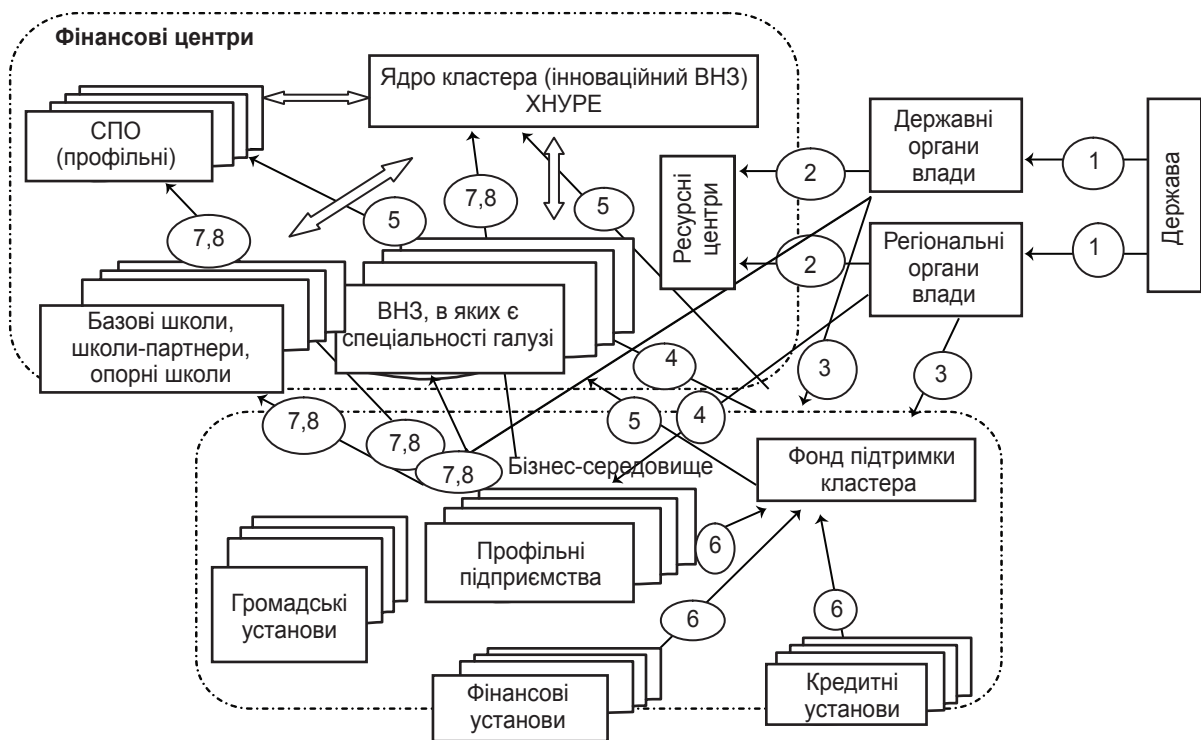 Фінансові центри
Ядро кластера (інноваційний ВНЗ)
ХНУРЕ
СПО
(профільні)
Державні
органи
влади
1
2
Держава
Ресурсні
центри
7,8
5
5
7,8
Регіональні
органи
влади
1
2
Базові школи,
школи-партнери,
опорні школи
ВНЗ, в яких є
спеціальності галузі
4
3
3
7,8
7,8
7,8
5
4
Бізнес-середовище
Фонд підтримки
кластера
Профільні
підприємства
6
Громадські
установи
6
6
Фінансові
установи
Кредитні
установи